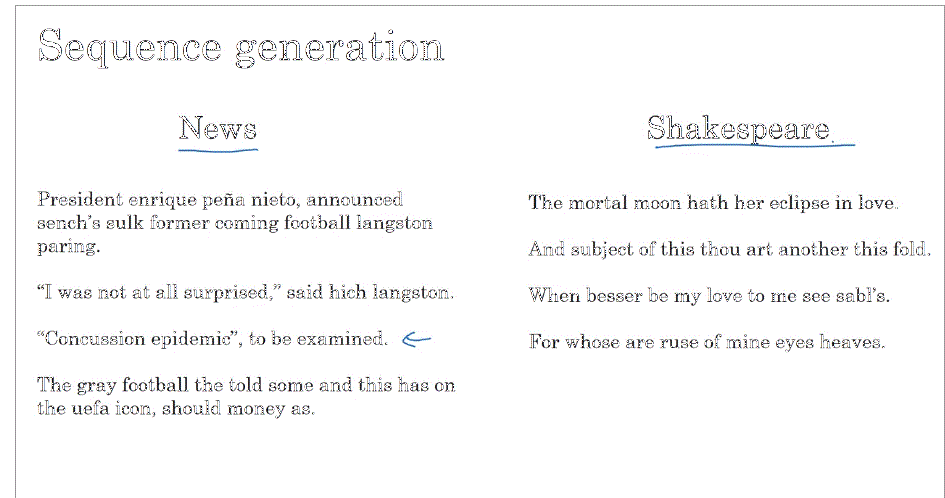 Sequence generation
News
President enrique peña nieto, announced
sench's sulk former coming football langston
paring.
"I was not at all surprised," said hich langston.
"Concussion epidemic", to be examined.
The gray football the told some and this has on
the uefa icon, should money as.
Shakespeare
The mortal moon hath her eclipse in love.
And subject of this thou art another this fold.
When besser be my love to me see sabl's.
For whose are ruse of mine eyes heaves.